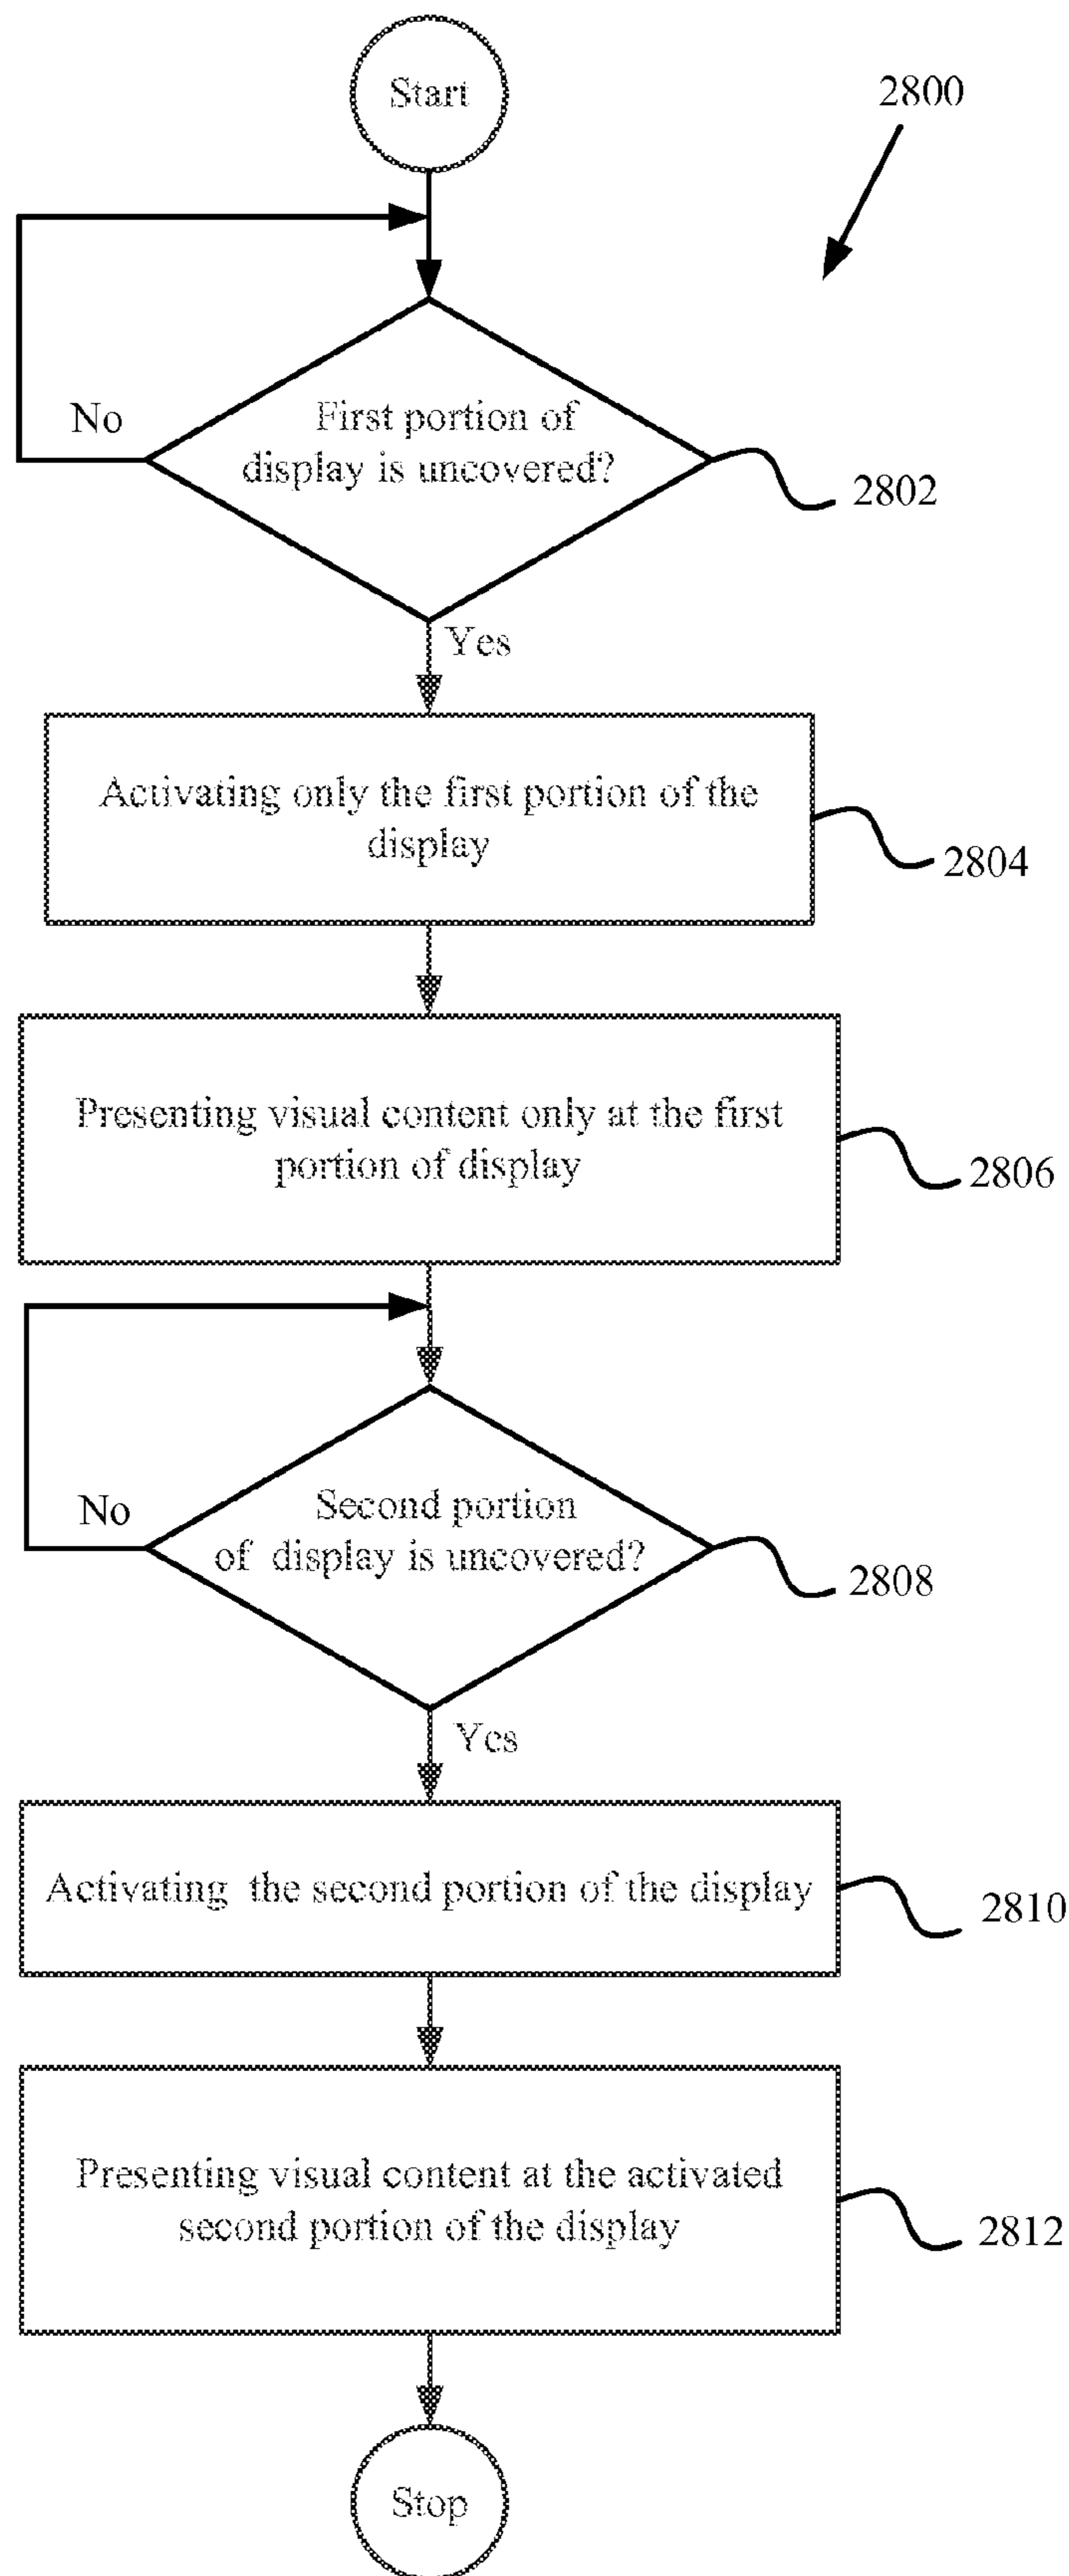 Start
2800
No
First portion of
display is uncovered?
2802
Yes
Activating only the first portion of the
display
2804
Presenting visual content only at the first
portion of display
2806
No
Second portion
of display is uncovered?
2808
Yes
Activating the second portion of the display
2810
Presenting visual content at the activated
second portion of the display
2812
Stop